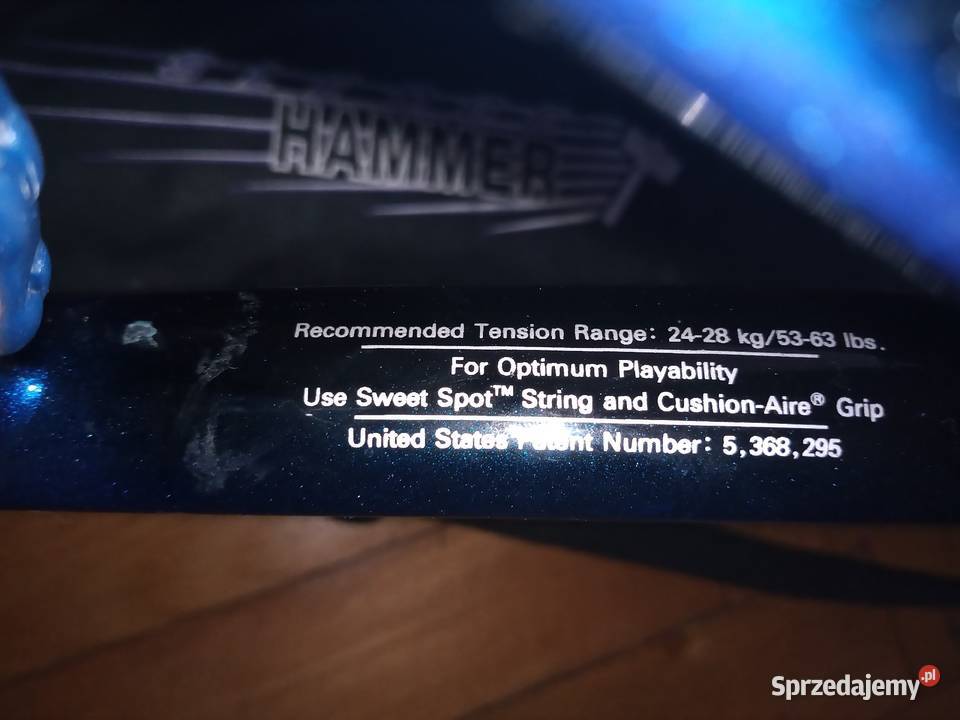 HAMMER
Recommended Tension Range: 24-28 kg/53-63 lbs.
For Optimum Playability
Use Sweet Spot™ String and Cushion-Aire® Grip
United States Patent Number: 5,368,295
Sprzedajemy.pl